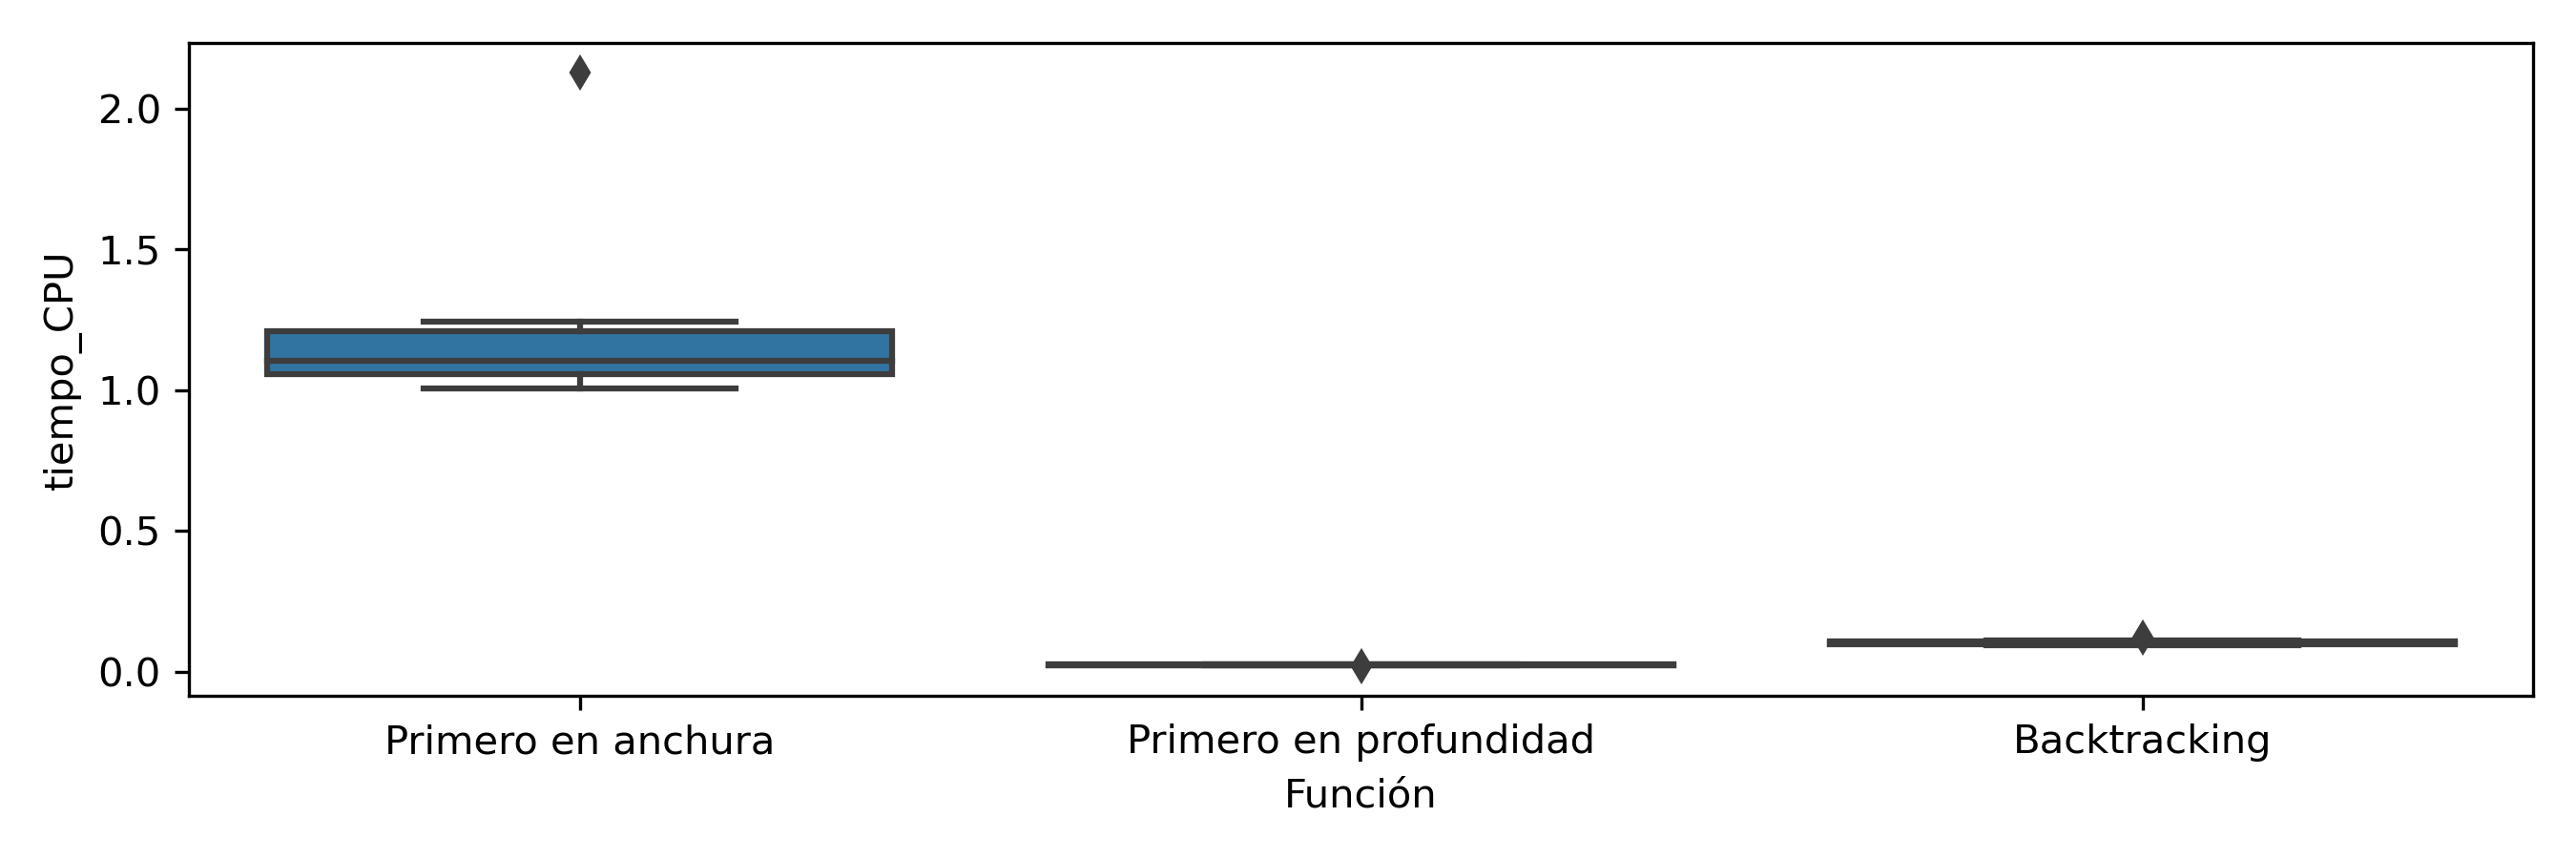 tiempo_CPU
2.0
1.5
1.0
0.5
0.0
Primero en anchura
Primero en profundidad
Backtracking
Función